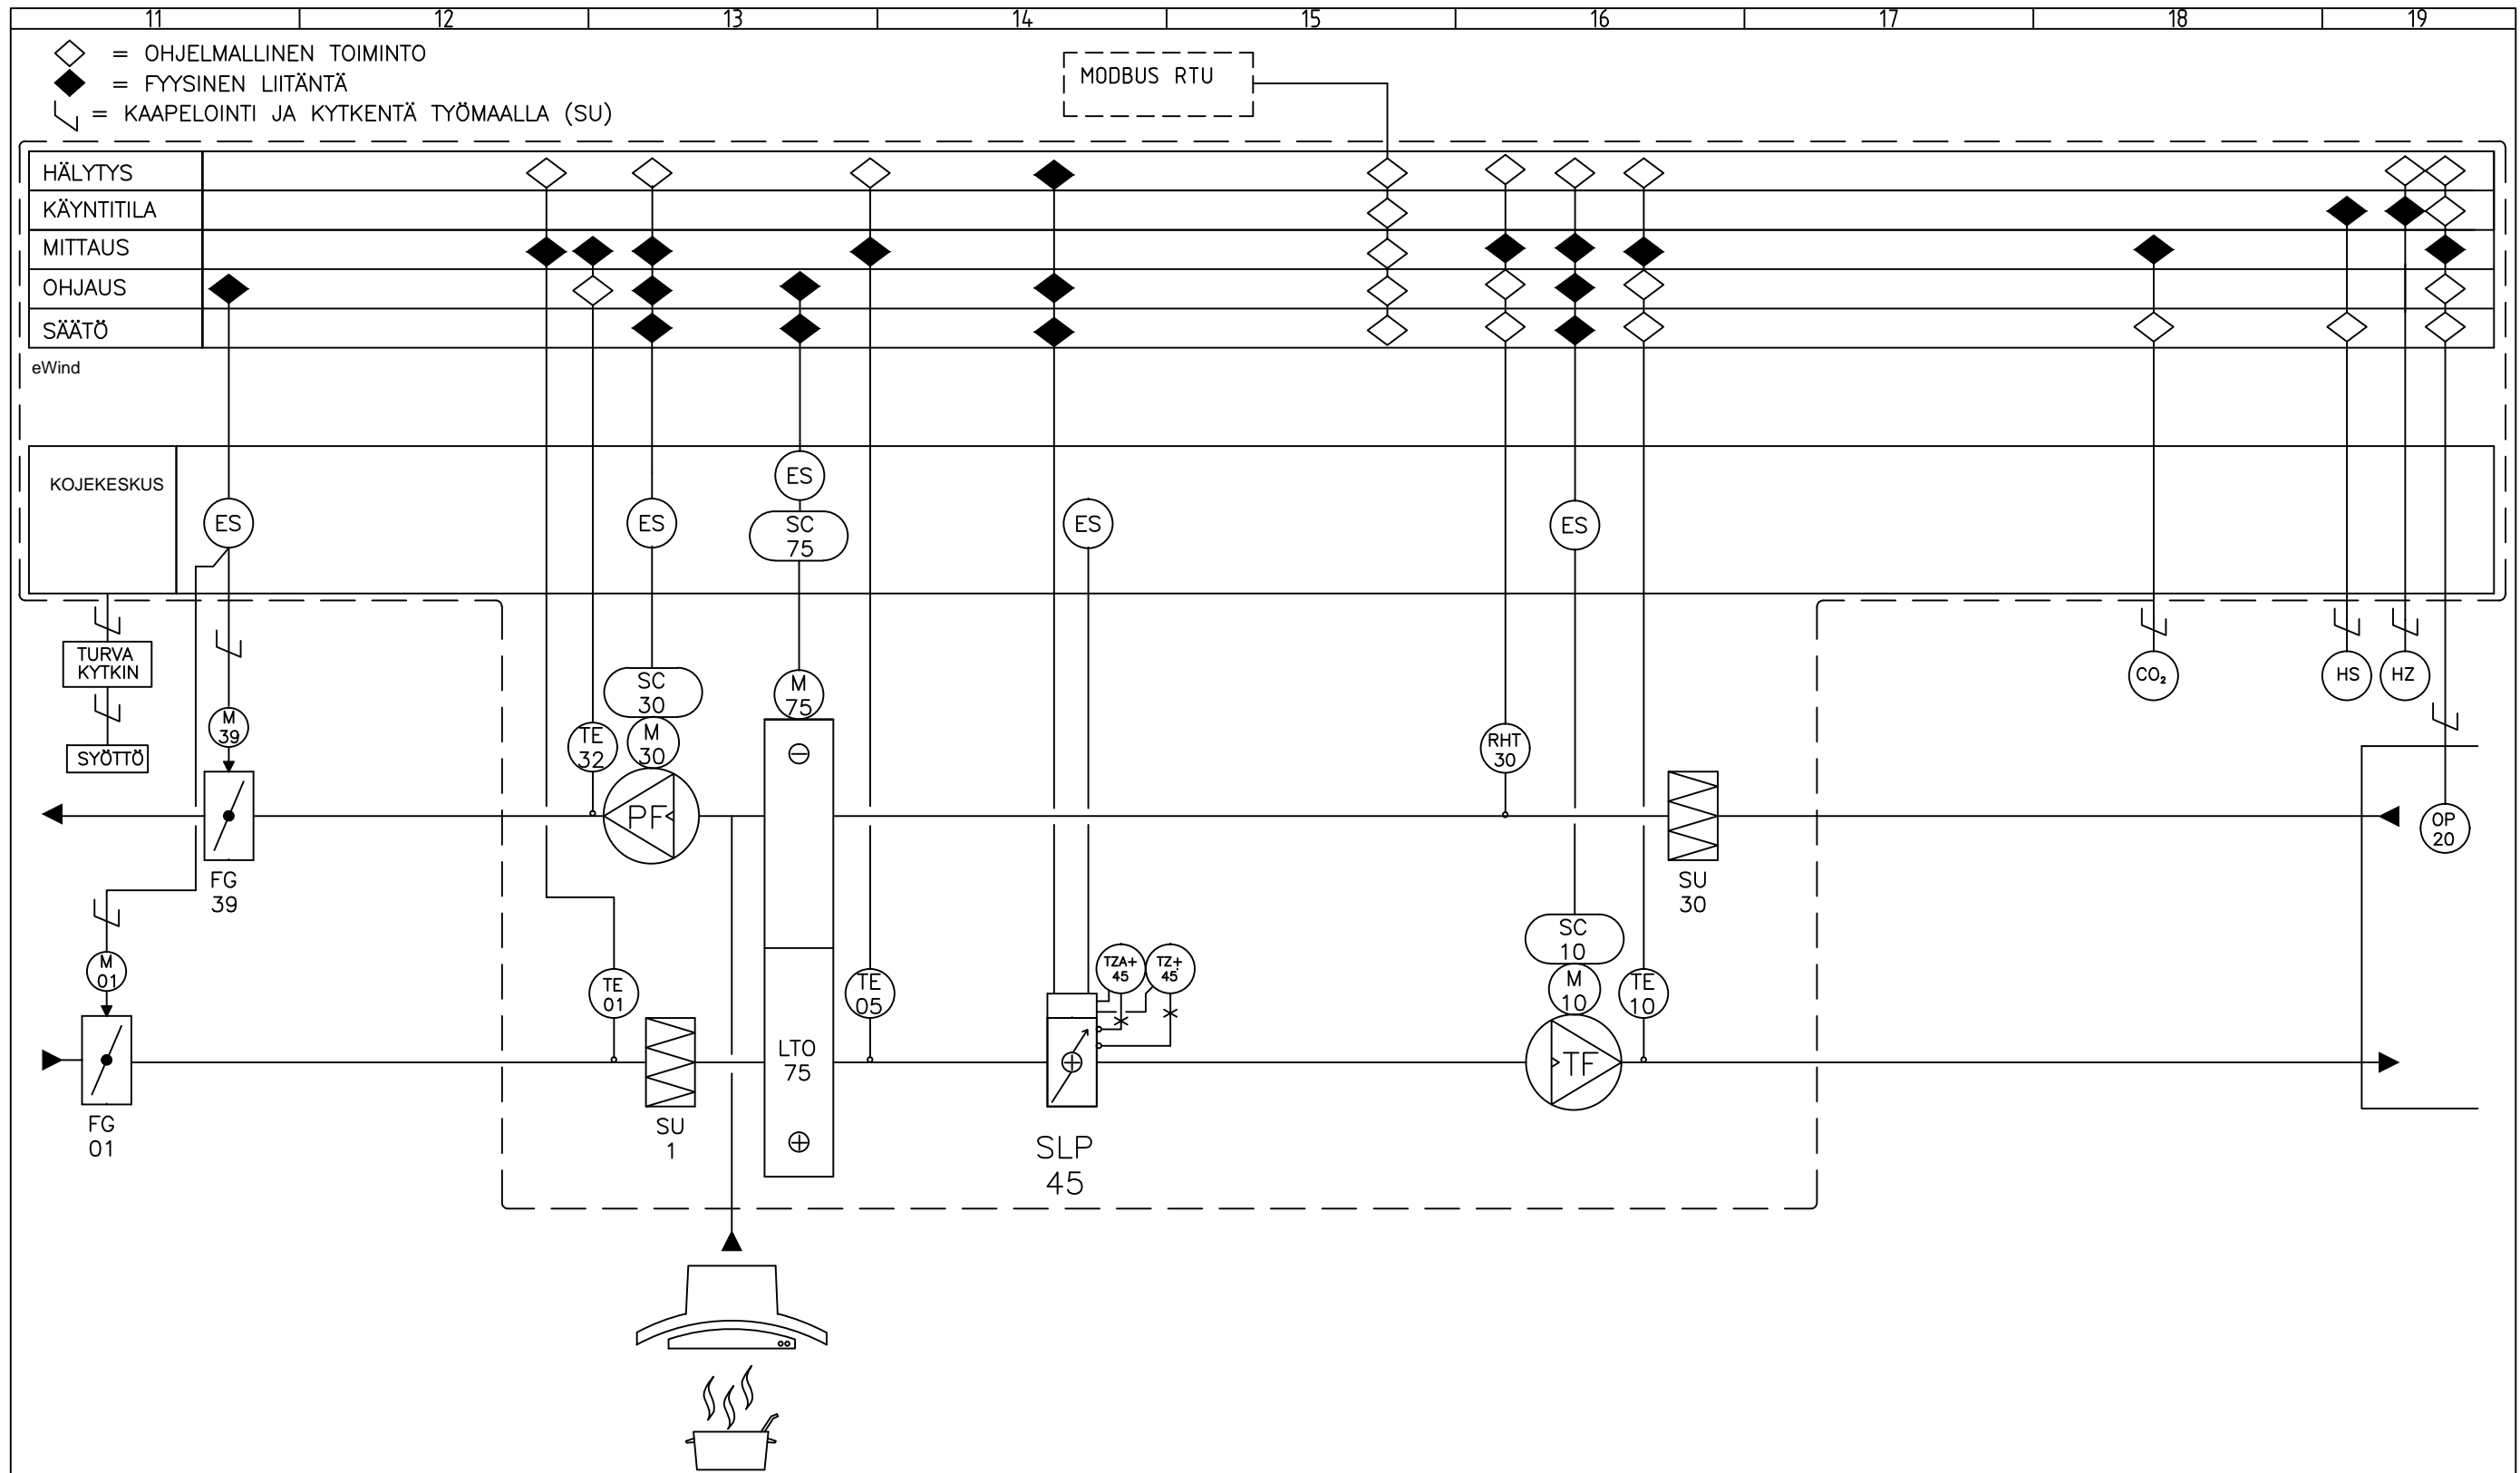 11 12 13 14 15 16 17 18 19
= OHJELMALLINEN TOIMINTO
= FYYSINEN LIITÄNTÄ
= KAAPELOINTI JA KYTKENTÄ TYÖMAALLA (SU)
MODBUS RTU
HÄLYTYS
KÄYNTITILA
MITTAUS
OHJAUS
SÄÄTÖ
eWind
KOJEKESKUS
ES
ES
ES
SC
75
ES
ES
TURVA
KYTKIN
SYÖTTÖ
M
39
TE
32
SC
30
M
30
M
75
RHT
30
CO₂
HS
HZ
PF
OP
20
FG
39
SU
30
M
01
TE
01
TE
05
TZA+
45
TZ+
45
SC
10
M
10
TE
10
LTO
75
TF
FG
01
SU
1
SLP
45